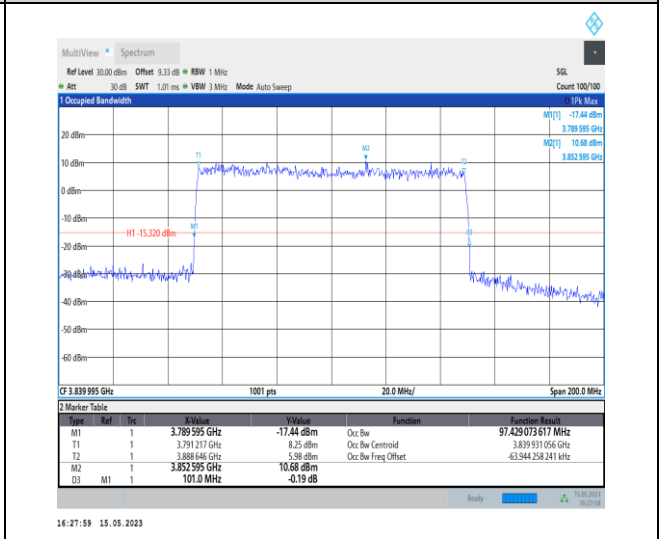 MultiView Spectrum
Ref Level 30.00 dBm Offset 9.33 dB RBW 1 MHz SGL
Att 30 dB SWT 1.01 ms VBW 3 MHz Mode Auto Sweep Count 100/100
1 Occupied Bandwidth 1Pk Max
M1[1] -17.44 dBm
3.789 595 GHz
20 dBm
M2[1] 10.68 dBm
3.852 595 GHz
M2
T1
T2
10 dBm
0 dBm
-10 dBm
M1
H1 -15.320 dBm
D3
-20 dBm
-30 dBm
-40 dBm
-50 dBm
-60 dBm
CF 3.839 995 GHz 1001 pts 20.0 MHz/ Span 200.0 MHz
2 Marker Table
Type Ref Trc X-Value Y-Value Function Function Result
M1 1 3.789 595 GHz -17.44 dBm Occ Bw 97.429 073 617 MHz
T1 1 3.791 217 GHz 8.25 dBm Occ Bw Centroid 3.839 931 056 GHz
T2 1 3.888 646 GHz 5.98 dBm Occ Bw Freq Offset -63.944 258 241 kHz
M2 1 3.852 595 GHz 10.68 dBm
D3 M1 1 101.0 MHz -0.19 dB
Ready 15.05.2023
16:27:58
16:27:59 15.05.2023